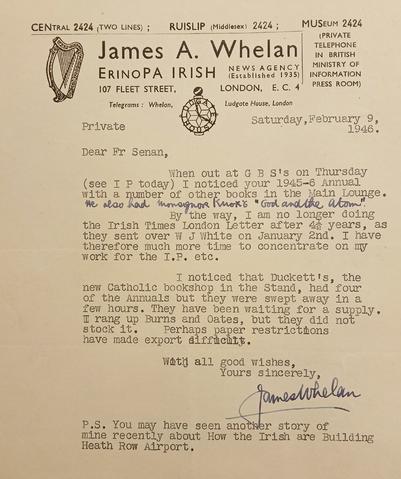 CENTRAL 2424 (TWO LINES) ; RUISLIP (Middlesex) 2424 ; MUSEUM 2424
(PRIVATE
TELEPHONE
IN BRITISH
MINISTRY OF
INFORMATION
PRESS ROOM)
James A. Whelan
ERINOPA IRISH NEWS AGENCY
(Established 1935)
107 FLEET STREET, LONDON, E. C. 4
Telegrams : Whelan, Ludgate House, London
Private Saturday, February 9,
1946.
Dear Fr Senan,
When out at G B S's on Thursday
(see I P today) I noticed your 1945-6 Annual
with a number of other books in the Main Lounge.
He also had Monsignore Knox's "God and the Atom".
By the way, I am no longer doing
the Irish Times London Letter after 4½ years, as
they sent over W J White on January 2nd. I have
therefore much more time to concentrate on my
work for the I.P. etc.
I noticed that Duckett's, the
new Catholic bookshop in the Stand, had four
of the Annuals but they were swept away in a
few hours. They have been waiting for a supply.
I rang up Burns and Oates, but they did not
stock it. Perhaps paper restrictions
have made export difficult.
With all good wishes,
Yours sincerely,
James Whelan
P.S. You may have seen another story of
mine recently about How the Irish are Building
Heath Row Airport.